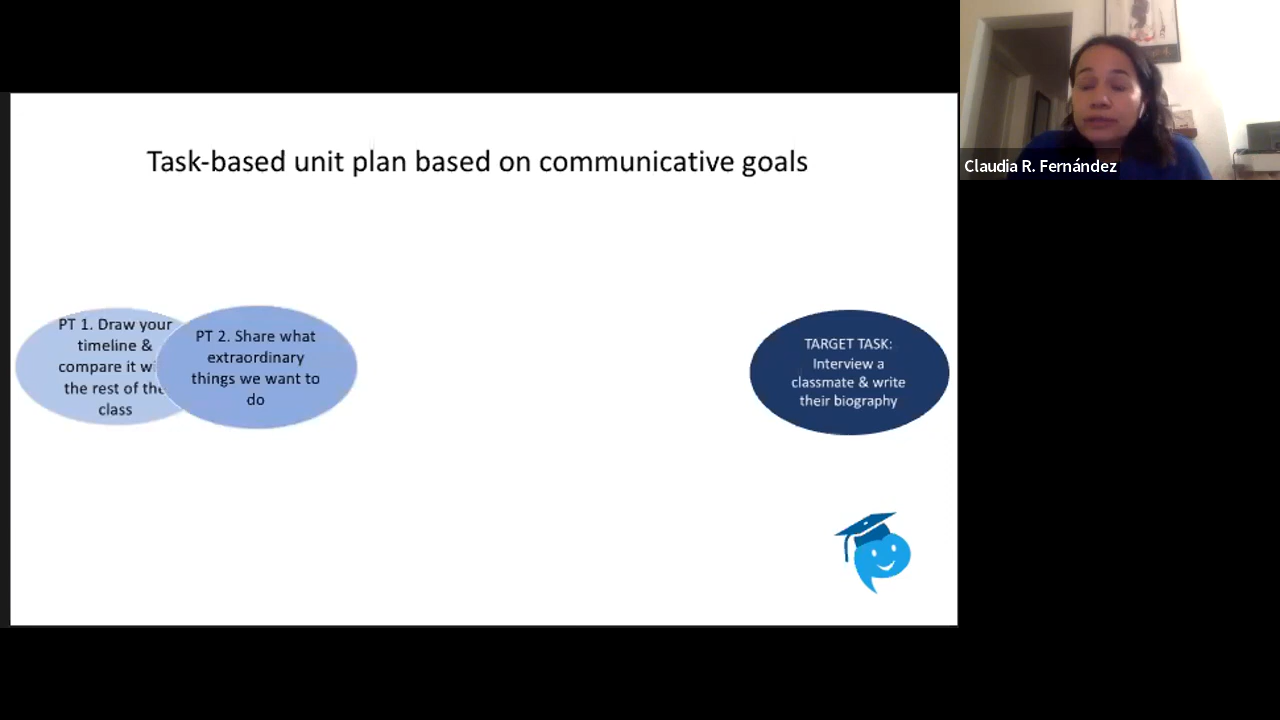 Task-based unit plan based on communicative goals
PT 1. Draw your
timeline &
compare it
the rest of the
class
PT 2. Share what
extraordinary
things we want to
do
TARGET TASK:
Interview a
classmate & write
their biography
Claudia R. Fernández